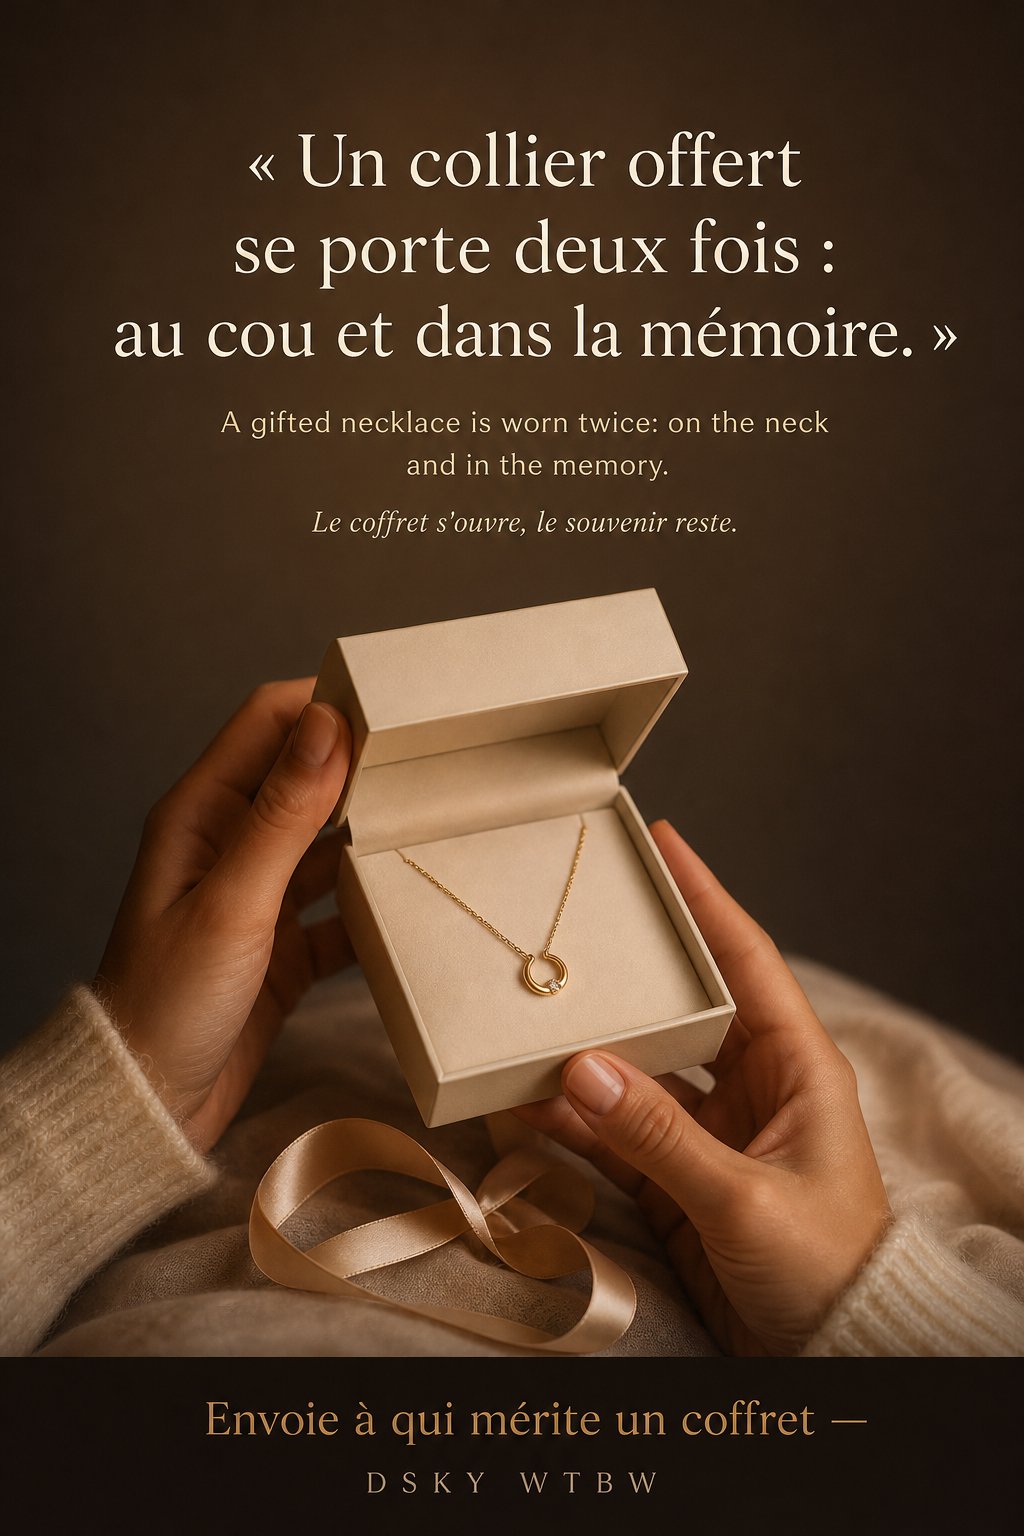 « Un collier offert
se porte deux fois :
au cou et dans la mémoire. »
A gifted necklace is worn twice: on the neck
and in the memory.
Le coffret s'ouvre, le souvenir reste.
Envoie à qui mérite un coffret —
DSKY WTBW